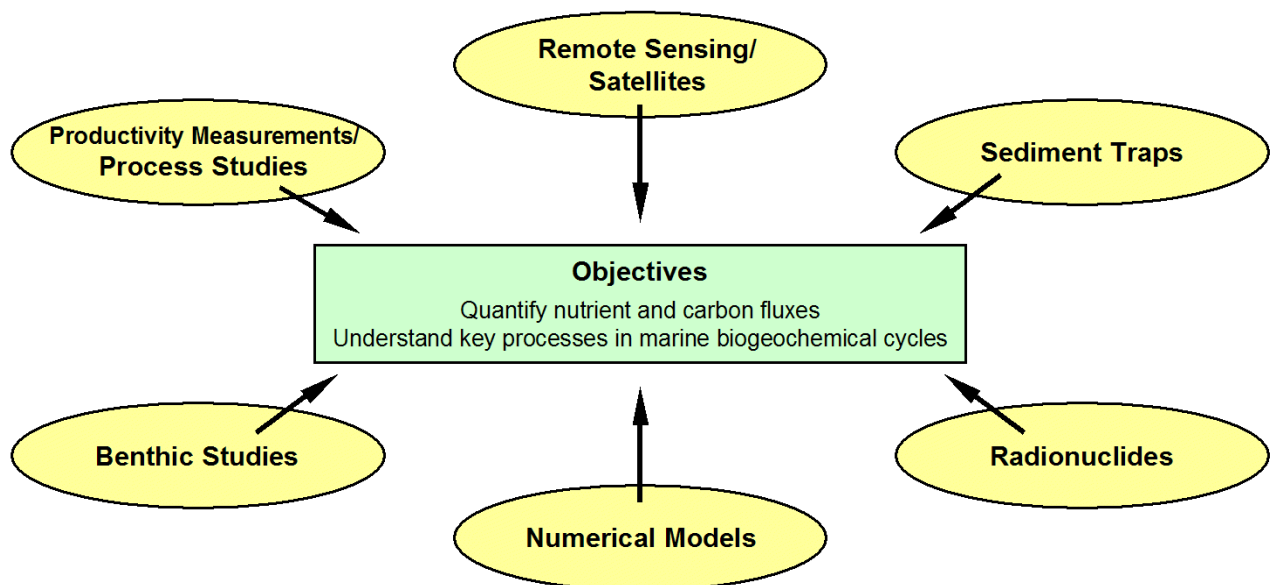 Remote Sensing/
Satellites
Productivity Measurements/
Process Studies
Sediment Traps
Objectives
Quantify nutrient and carbon fluxes
Understand key processes in marine biogeochemical cycles
Benthic Studies
Radionuclides
Numerical Models